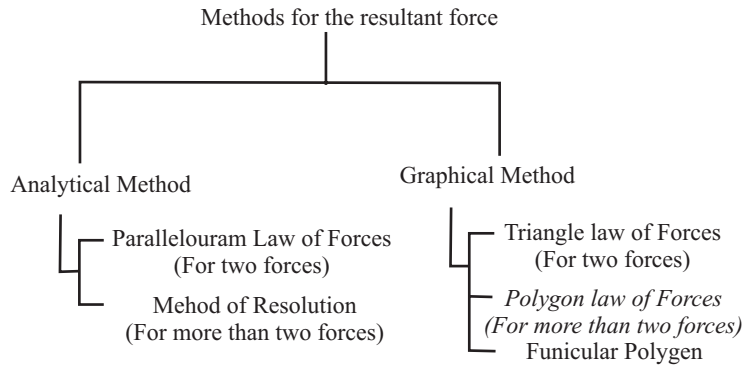 Methods for the resultant force
Analytical Method
Parallelouram Law of Forces
(For two forces)
Mehod of Resolution
(For more than two forces)
Graphical Method
Triangle law of Forces
(For two forces)
Polygon law of Forces
(For more than two forces)
Funicular Polygen